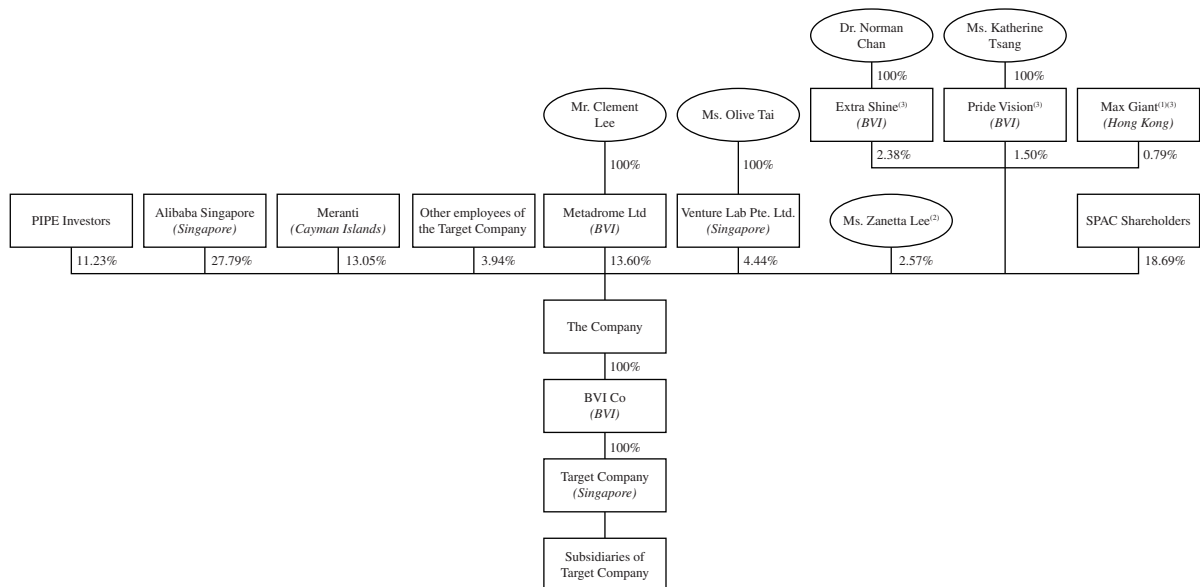 Dr. Norman
Chan
Ms. Katherine
Tsang
100%
100%
Mr. Clement
Lee
Ms. Olive Tai
Extra Shine(3)
(BVI)
Pride Vision(3)
(BVI)
Max Giant(1)(3)
(Hong Kong)
2.38%
1.50%
0.79%
100%
100%
PIPE Investors
Alibaba Singapore
(Singapore)
Meranti
(Cayman Islands)
Other employees of
the Target Company
Metadrome Ltd
(BVI)
Venture Lab Pte. Ltd.
(Singapore)
Ms. Zanetta Lee(2)
SPAC Shareholders
11.23%
27.79%
13.05%
3.94%
13.60%
4.44%
2.57%
18.69%
The Company
100%
BVI Co
(BVI)
100%
Target Company
(Singapore)
Subsidiaries of
Target Company